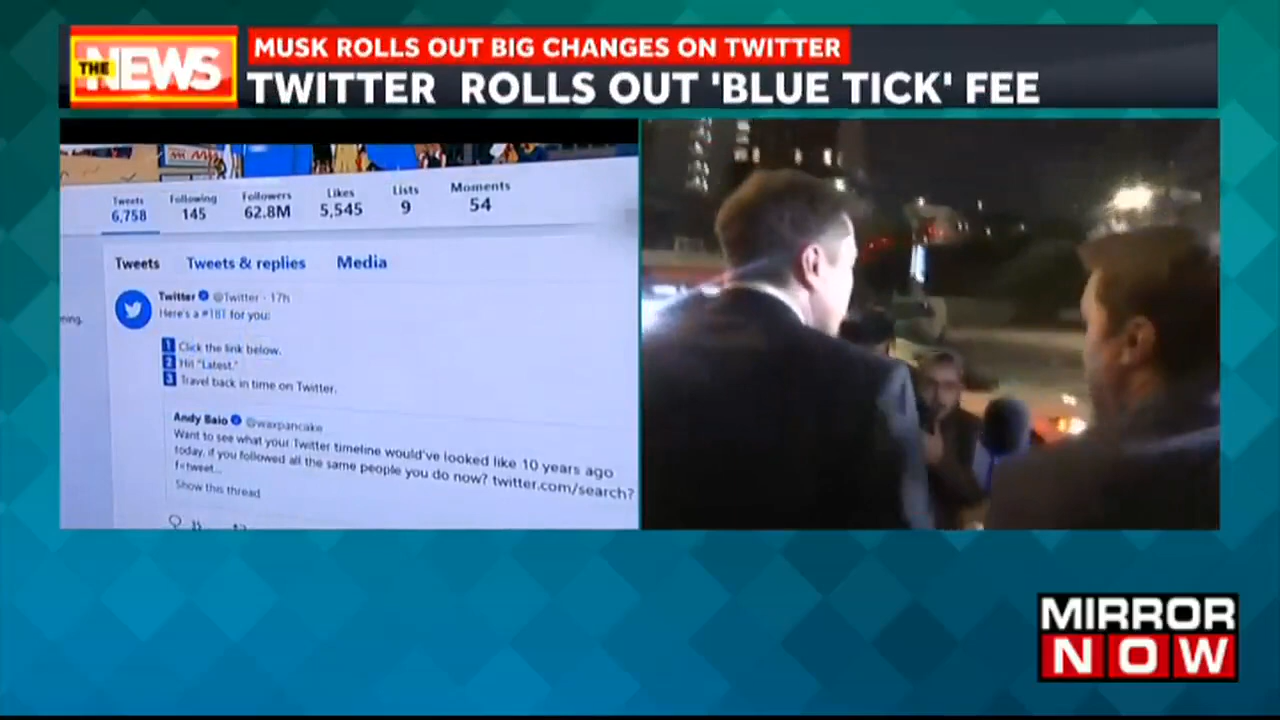 THE NEWS
MUSK ROLLS OUT BIG CHANGES ON TWITTER
TWITTER ROLLS OUT 'BLUE TICK' FEE
Tweets Following Followers Likes Lists Moments
6,758 145 62.8M 5,545 9 54
Tweets Tweets & replies Media
Twitter @Twitter · 17h
Here's a #TBT for you:
1 Click the link below.
2 Hit "Latest."
3 Travel back in time on Twitter.
Andy Baio @waxpancake
Want to see what your Twitter timeline would've looked like 10 years ago
today, if you followed all the same people you do now? twitter.com/search?
f=tweet...
Show this thread
MIRROR
NOW